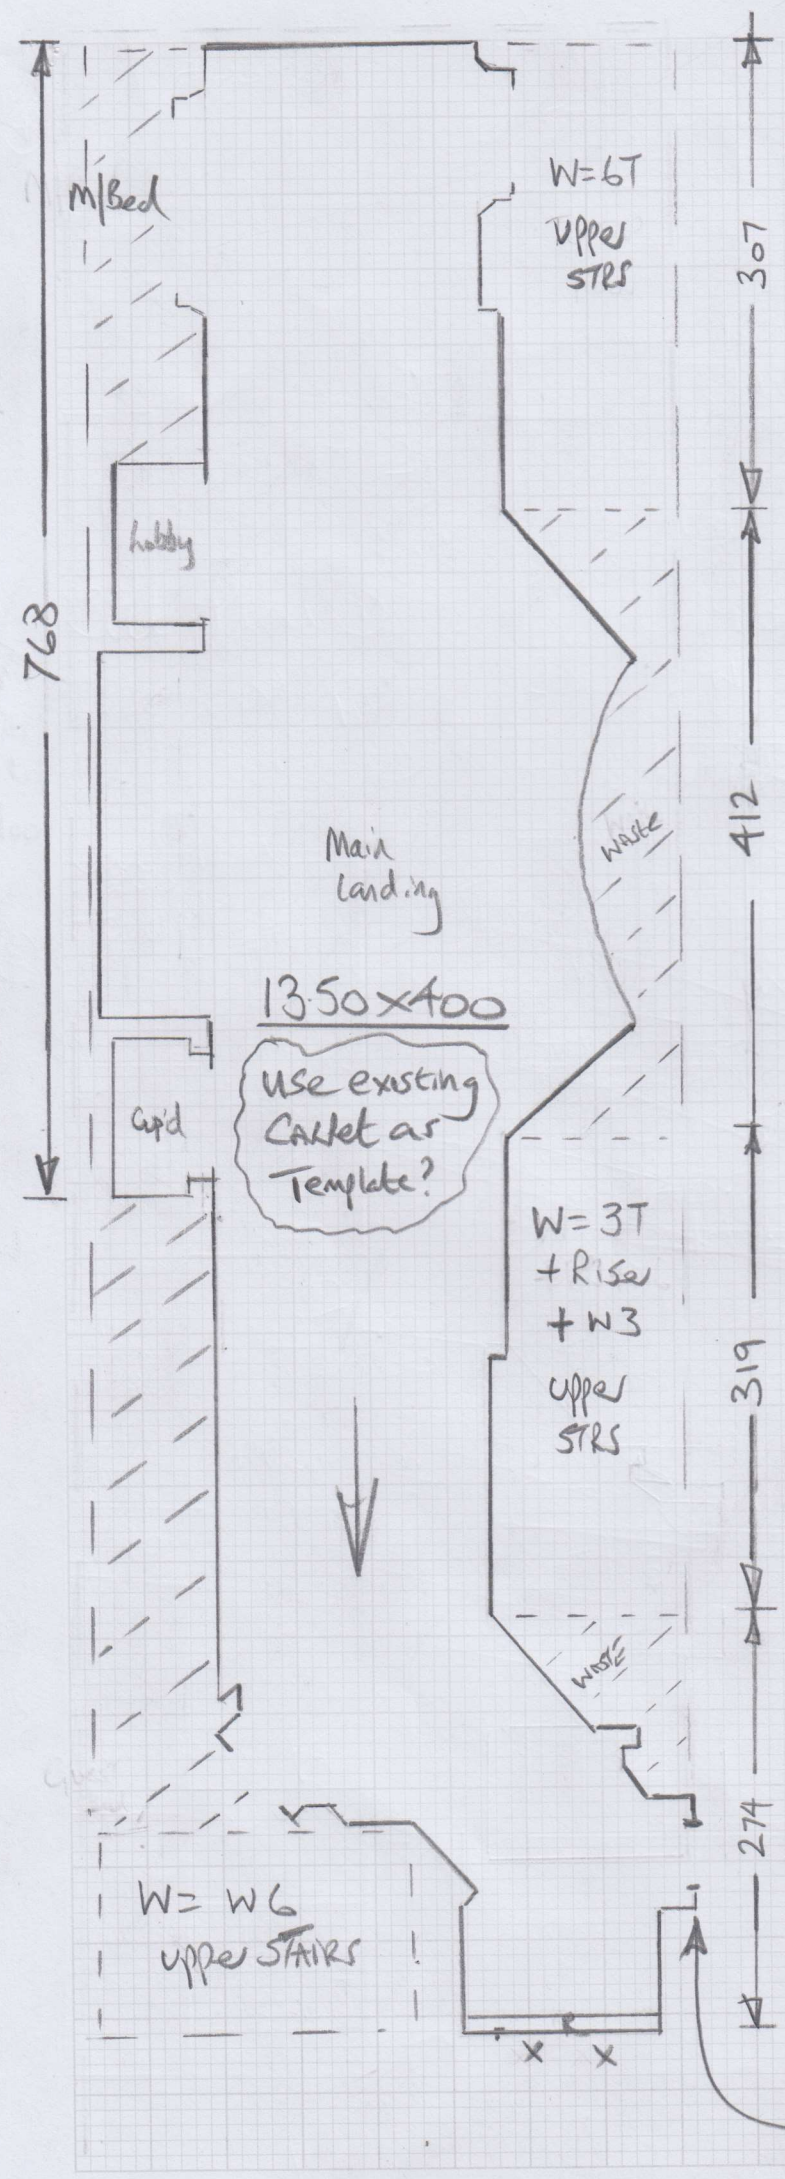 M/Bed
W=6T
upper
STRS
307
Lobby
768
412
WASTE
Main
Landing
13.50x400
Use existing
CARPet as
Template?
Cup'd
W=3T
+Riser
+W3
upper
STRS
319
WASTE
274
W= W6
upper STAIRS
R
x x